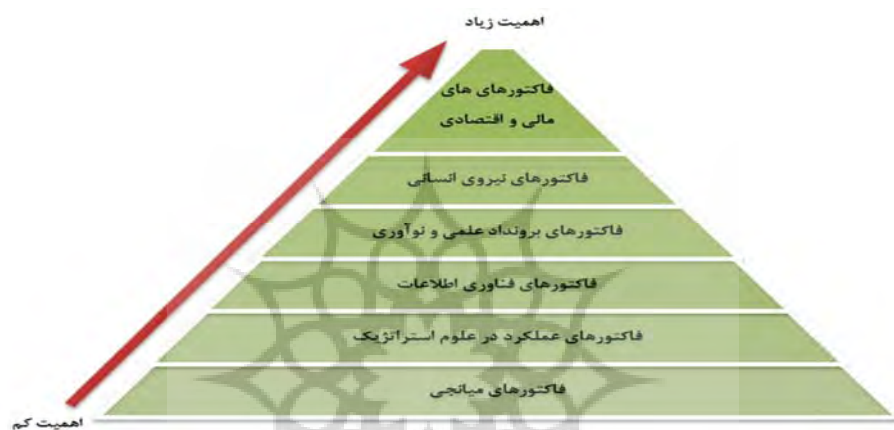 اهمیت زیاد
فاکتورهای های
مالی و اقتصادی
فاکتورهای نیروی انسانی
فاکتورهای برونداد علمی و نوآوری
فاکتورهای فناوری اطلاعات
فاکتورهای عملکرد در علوم استراتژیک
فاکتورهای میانجی
اهمیت کم